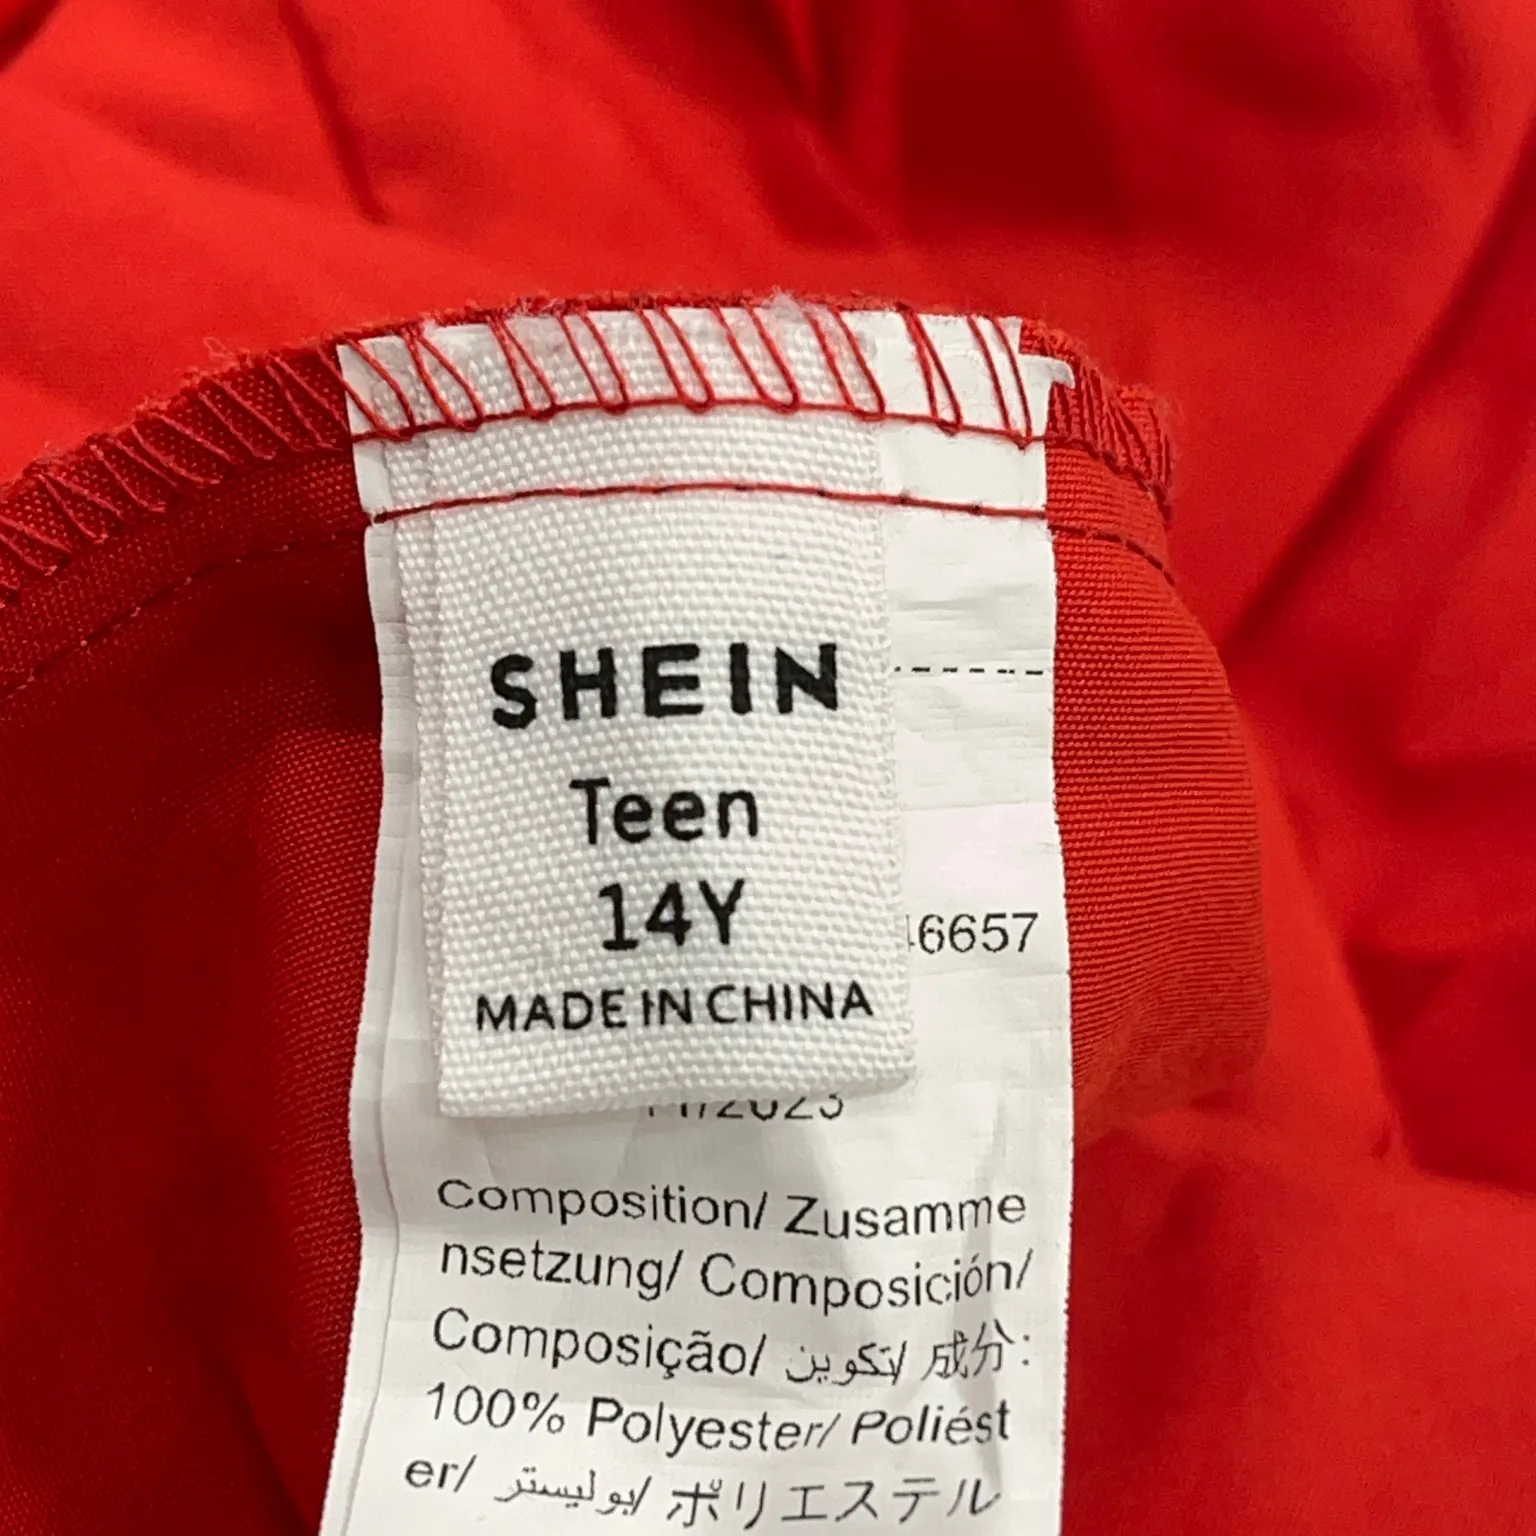 SHEIN
Teen
14Y
MADE IN CHINA
46657
/2023
Composition/ Zusamme
nsetzung/ Composición/
Composição/ تكوين/ 成分:
100% Polyester/ Poliést
er/ بوليستر/ ポリエステル